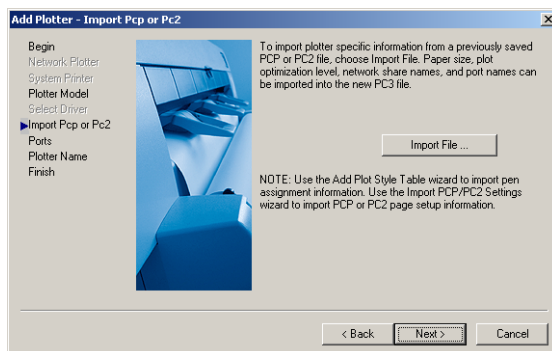 Add Plotter - Import Pcp or Pc2
Begin
Network Plotter
System Printer
Plotter Model
Select Driver
Import Pcp or Pc2
Ports
Plotter Name
Finish
To import plotter specific information from a previously saved
PCP or PC2 file, choose Import File. Paper size, plot
optimization level, network share names, and port names can
be imported into the new PC3 file.
Import File ...
NOTE: Use the Add Plot Style Table wizard to import pen
assignment information. Use the Import PCP/PC2 Settings
wizard to import PCP or PC2 page setup information.
< Back
Next >
Cancel